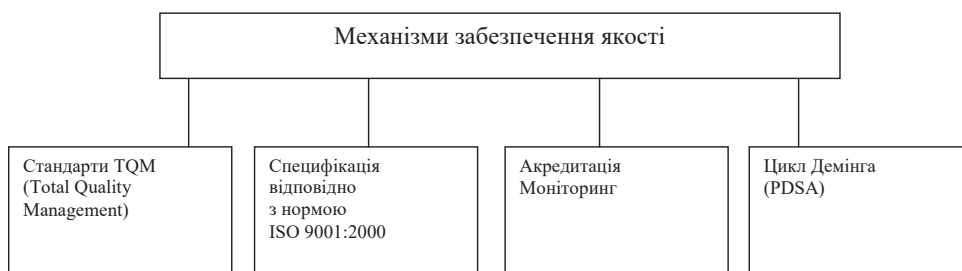 Механізми забезпечення якості
Стандарти TQM
(Total Quality
Management)
Специфікація
відповідно
з нормою
ISO 9001:2000
Акредитація
Моніторинг
Цикл Демінга
(PDSA)